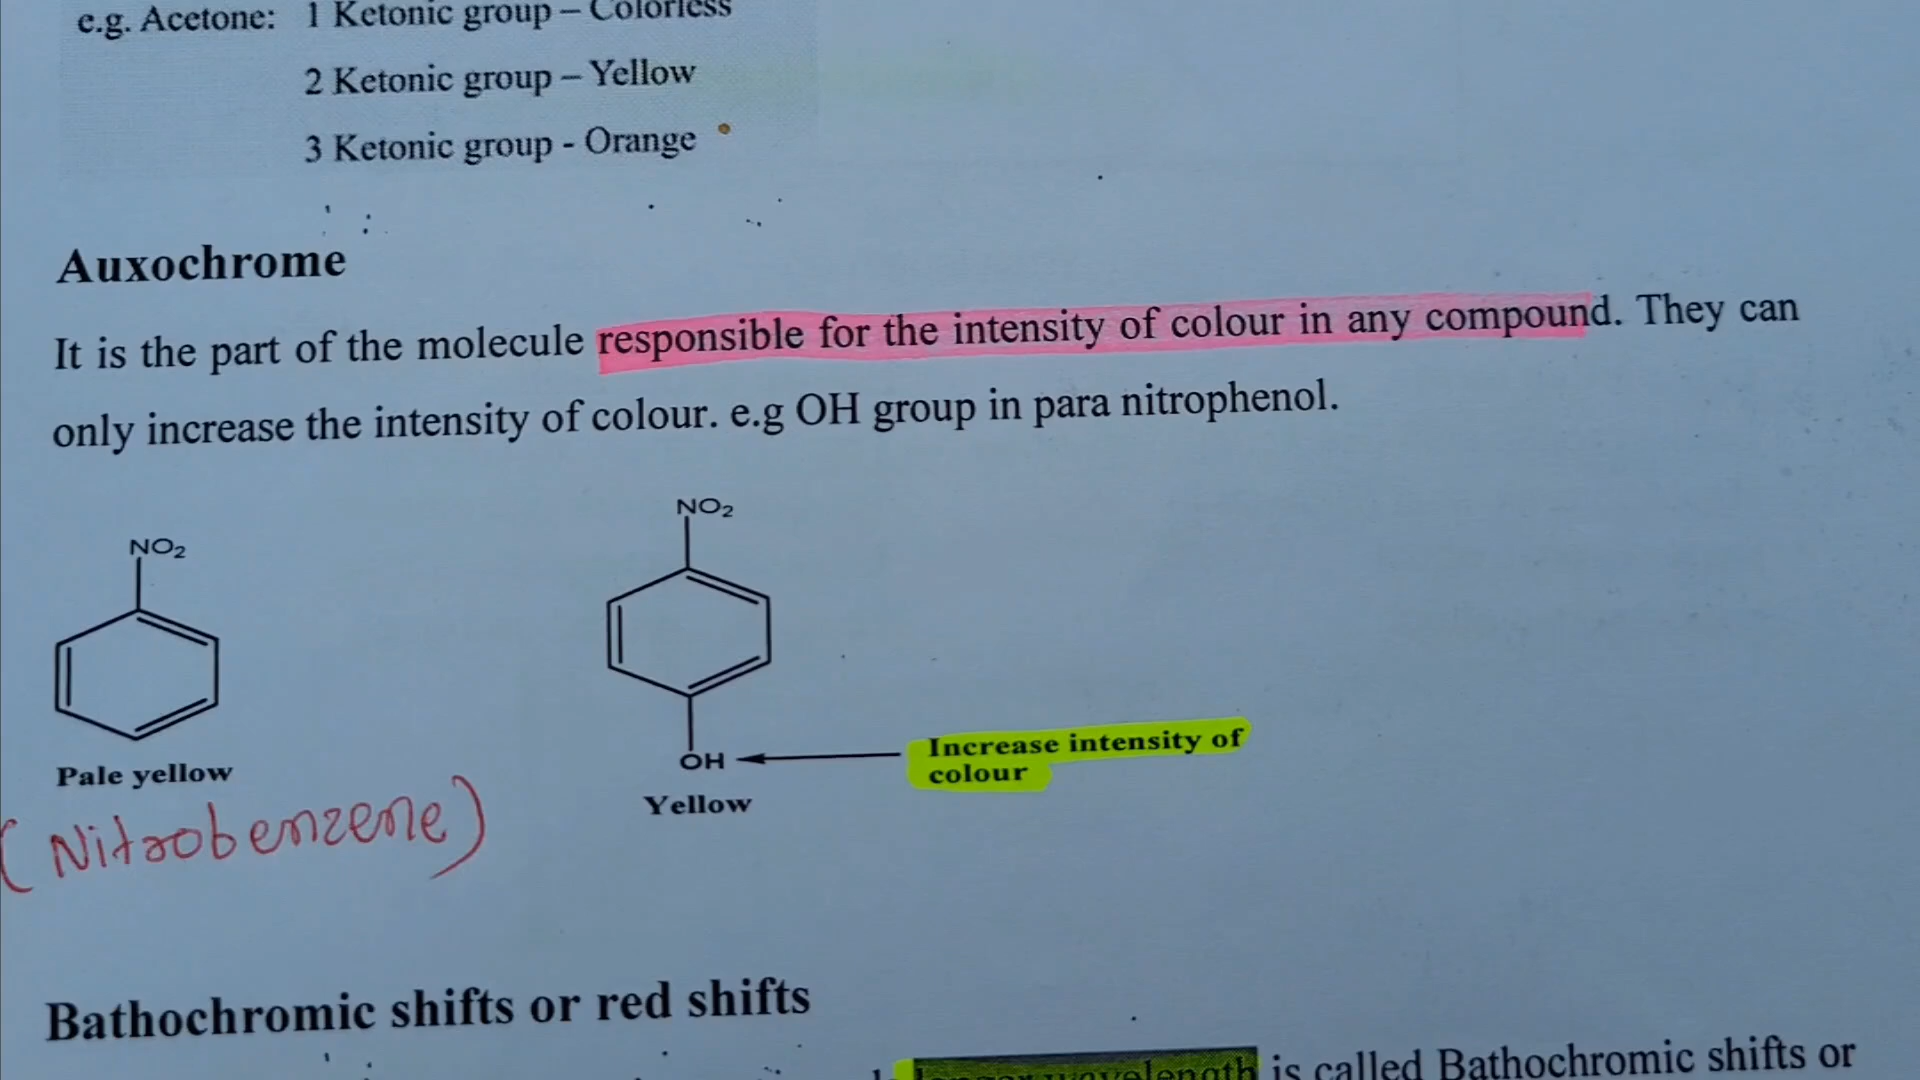 e.g. Acetone: 1 Ketonic group – Colorless
2 Ketonic group – Yellow
3 Ketonic group - Orange
Auxochrome
It is the part of the molecule responsible for the intensity of colour in any compound. They can
only increase the intensity of colour. e.g OH group in para nitrophenol.
NO2
NO2
OH
Increase intensity of
colour
Pale yellow
Yellow
(Nitrobenzene)
Bathochromic shifts or red shifts
longer wavelength is called Bathochromic shifts or